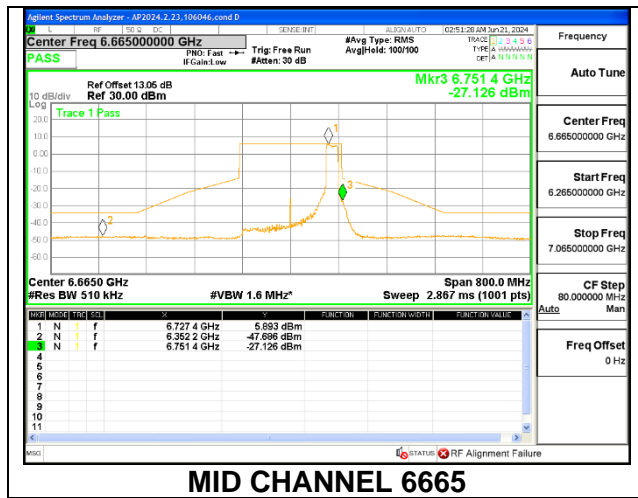 Agilent Spectrum Analyzer - AP2024.2.23,106046,cond D
L RF 50 Ω DC SENSE:INT ALIGN AUTO 02:51:28 AM Jun 21, 2024
Center Freq 6.665000000 GHz
PASS
PNO: Fast
IFGain:Low
Trig: Free Run
#Atten: 30 dB
#Avg Type: RMS
Avg|Hold: 100/100
TRACE 1 2 3 4 5 6
TYPE A
DET A N N N N N
Mkr3 6.751 4 GHz
-27.126 dBm
Ref Offset 13.05 dB
10 dB/div Ref 30.00 dBm
Log
Trace 1 Pass
20.0
10.0
0.00
-10.0
-20.0
-30.0
-40.0
-50.0
-60.0
1
2
3
Center 6.6650 GHz Span 800.0 MHz
#Res BW 510 kHz #VBW 1.6 MHz* Sweep 2.867 ms (1001 pts)
MKR MODE TRC SCL X Y FUNCTION FUNCTION WIDTH FUNCTION VALUE
1 N 1 f 6.727 4 GHz 5.893 dBm
2 N 1 f 6.352 2 GHz -47.696 dBm
3 N 1 f 6.751 4 GHz -27.126 dBm
4
5
6
7
8
9
10
11
MSG STATUS RF Alignment Failure
Frequency
Auto Tune
Center Freq
6.665000000 GHz
Start Freq
6.265000000 GHz
Stop Freq
7.065000000 GHz
CF Step
80.000000 MHz
Auto Man
Freq Offset
0 Hz
MID CHANNEL 6665